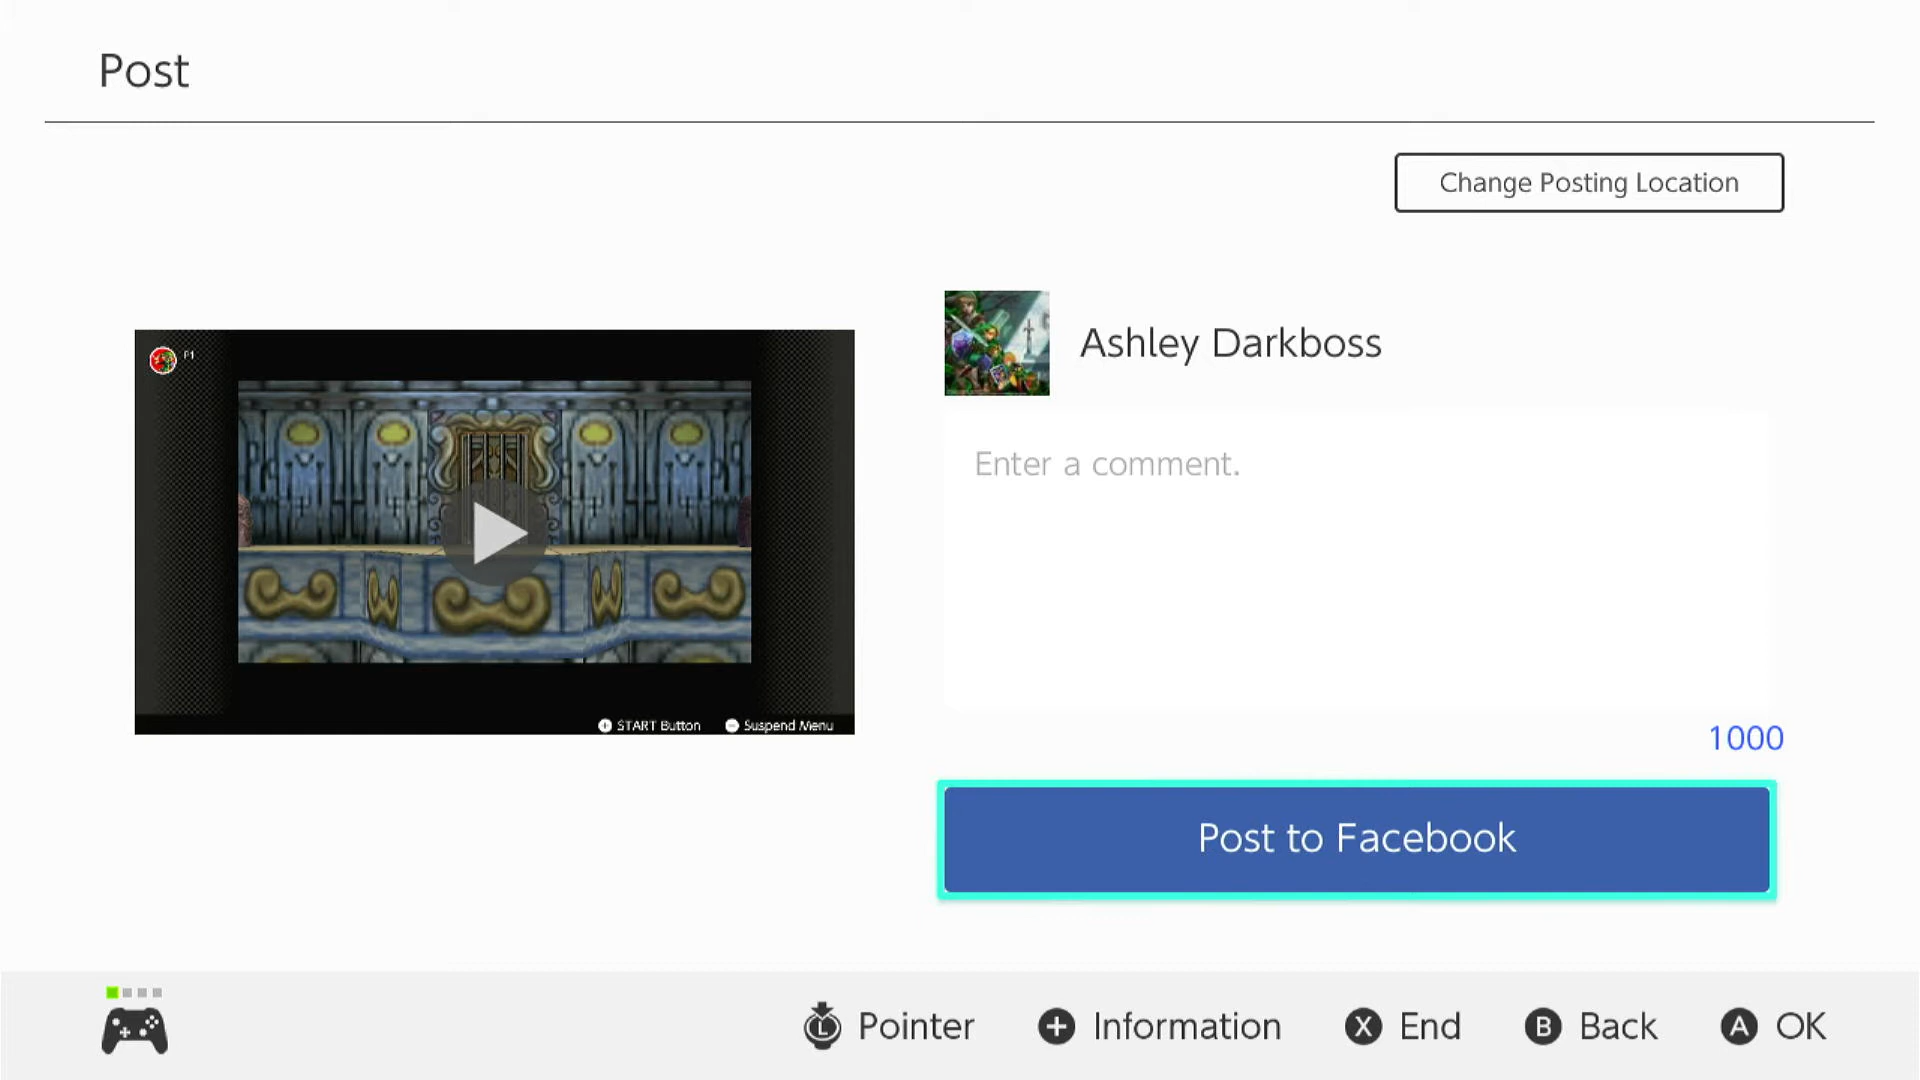 Post
Change Posting Location
P1
Ashley Darkboss
Enter a comment.
START Button Suspend Menu
1000
Post to Facebook
L Pointer + Information X End B Back A OK